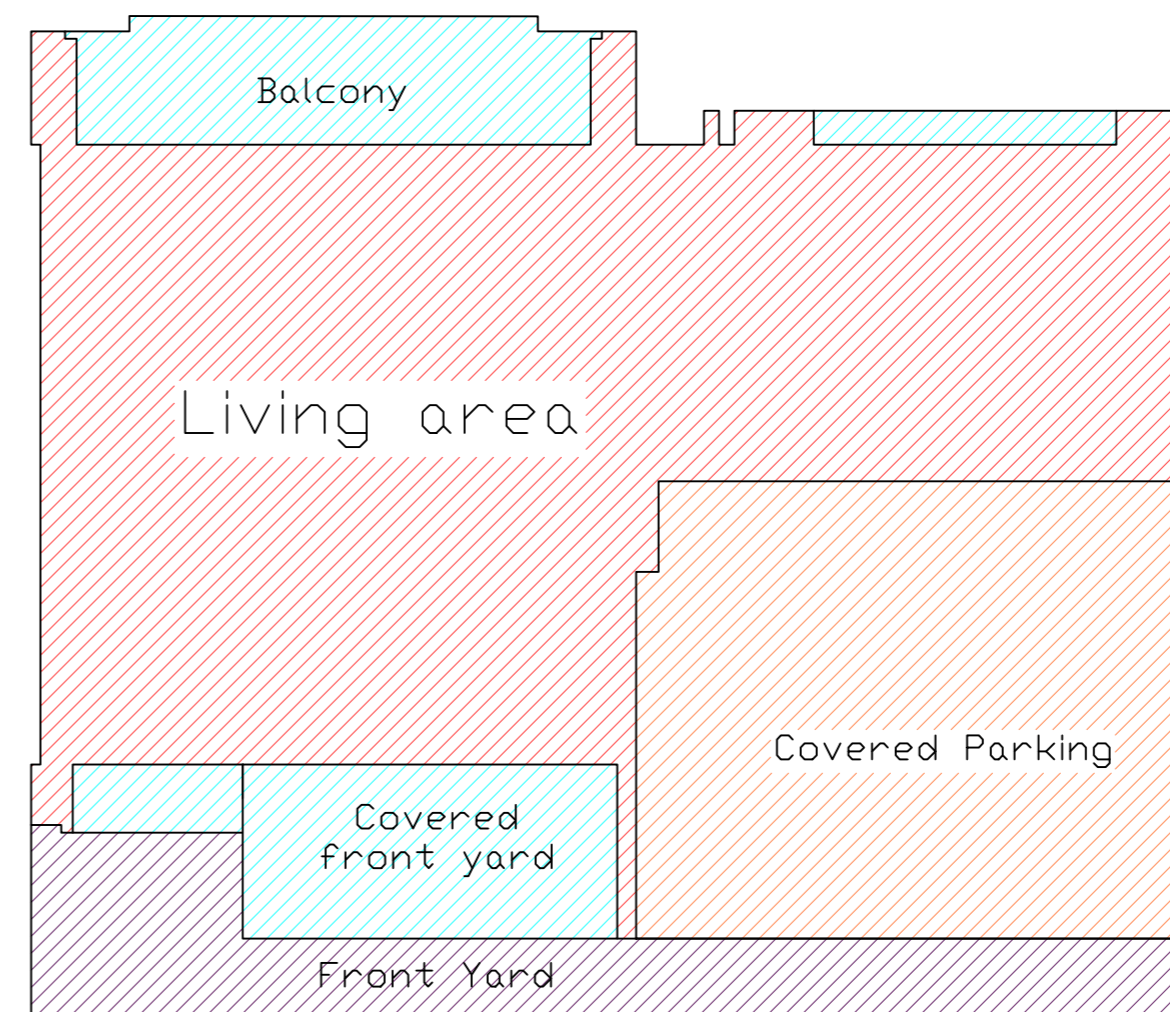 Balcony
Living area
Covered Parking
Covered
front yard
Front Yard